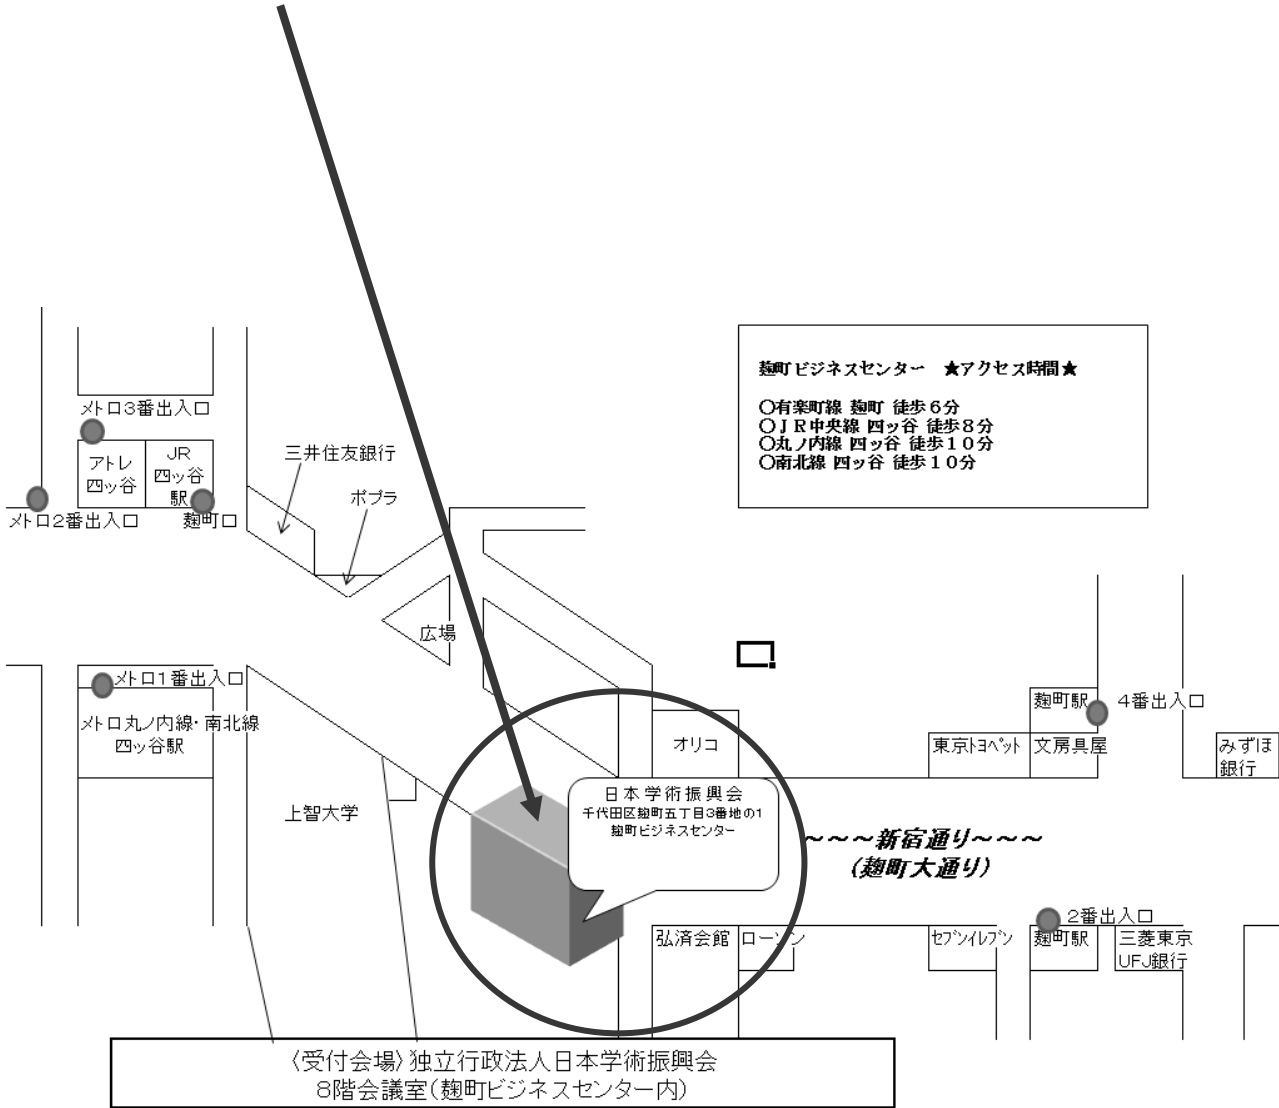 麹町ビジネスセンター ★アクセス時間★
○有楽町線 麹町 徒歩6分
○JR中央線 四ッ谷 徒歩8分
○丸ノ内線 四ッ谷 徒歩10分
○南北線 四ッ谷 徒歩10分
メトロ3番出入口
アトレ
四ッ谷
JR
四ッ谷
駅
三井住友銀行
ポプラ
メトロ2番出入口
麹町口
広場
メトロ1番出入口
メトロ丸ノ内線・南北線
四ッ谷駅
上智大学
オリコ
麹町駅
4番出入口
東京トヨペット
文房具屋
みずほ
銀行
日本学術振興会
千代田区麹町五丁目3番地の1
麹町ビジネスセンター
~~~新宿通り~~~
(麹町大通り)
2番出入口
弘済会館
ローソン
セブンイレブン
麹町駅
三菱東京
UFJ銀行
〈受付会場〉独立行政法人日本学術振興会
8階会議室(麹町ビジネスセンター内)